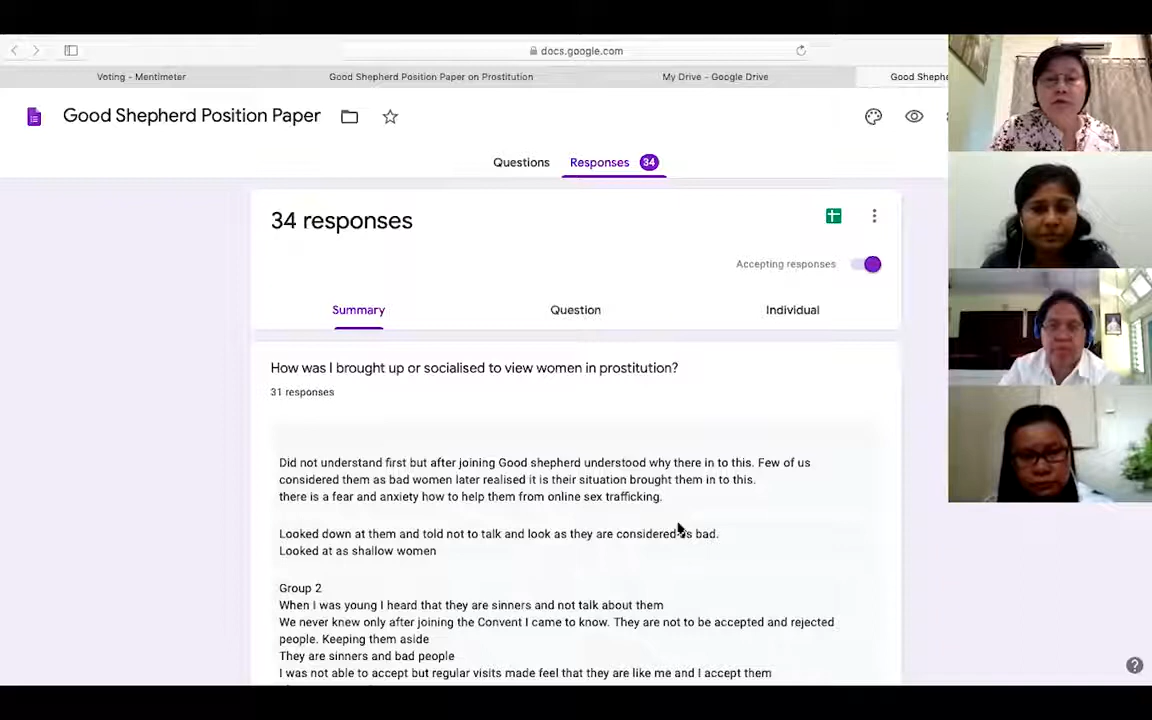 docs.google.com
Voting - Mentimeter
Good Shepherd Position Paper on Prostitution
My Drive - Google Drive
Good Sheph
Good Shepherd Position Paper
Questions
Responses 34
34 responses
Accepting responses
Summary
Question
Individual
How was I brought up or socialised to view women in prostitution?
31 responses
Did not understand first but after joining Good shepherd understood why there in to this. Few of us
considered them as bad women later realised it is their situation brought them in to this.
there is a fear and anxiety how to help them from online sex trafficking.
Looked down at them and told not to talk and look as they are considered as bad.
Looked at as shallow women
Group 2
When I was young I heard that they are sinners and not talk about them
We never knew only after joining the Convent I came to know. They are not to be accepted and rejected
people. Keeping them aside
They are sinners and bad people
I was not able to accept but regular visits made feel that they are like me and I accept them